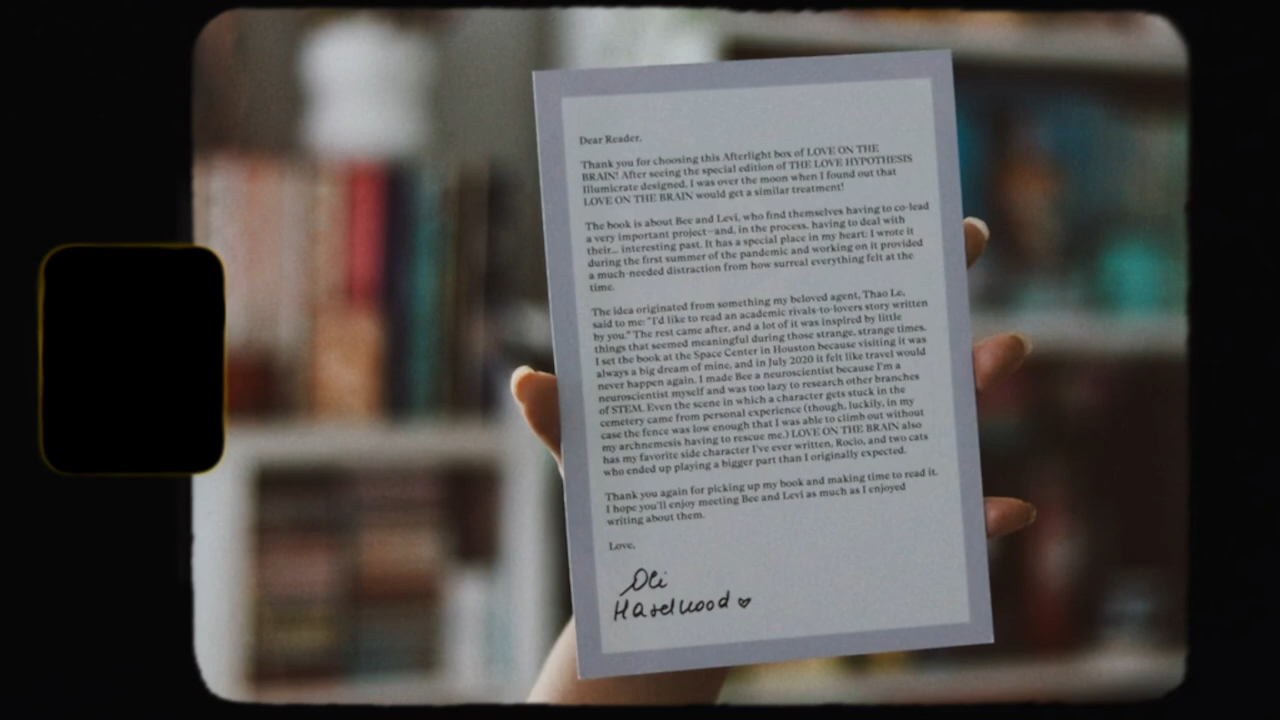 Dear Reader,
Thank you for choosing this Afterlight box of LOVE ON THE
BRAIN! After seeing the special edition of THE LOVE HYPOTHESIS
Illumicrate designed, I was over the moon when I found out that
LOVE ON THE BRAIN would get a similar treatment!
The book is about Bee and Levi, who find themselves having to co-lead
a very important project—and, in the process, having to deal with
their... interesting past. It has a special place in my heart: I wrote it
during the first summer of the pandemic and working on it provided
a much-needed distraction from how surreal everything felt at the
time.
The idea originated from something my beloved agent, Thao Le,
said to me: "I'd like to read an academic rivals-to-lovers story written
by you." The rest came after, and a lot of it was inspired by little
things that seemed meaningful during those strange, strange times.
I set the book at the Space Center in Houston because visiting it was
always a big dream of mine, and in July 2020 it felt like travel would
never happen again. I made Bee a neuroscientist because I'm a
neuroscientist myself and was too lazy to research other branches
of STEM. Even the scene in which a character gets stuck in the
cemetery came from personal experience (though, luckily, in my
case the fence was low enough that I was able to climb out without
my archnemesis having to rescue me.) LOVE ON THE BRAIN also
has my favorite side character I've ever written, Rocio, and two cats
who ended up playing a bigger part than I originally expected.
Thank you again for picking up my book and making time to read it.
I hope you'll enjoy meeting Bee and Levi as much as I enjoyed
writing about them.
Love,
Ali
Hazelwood